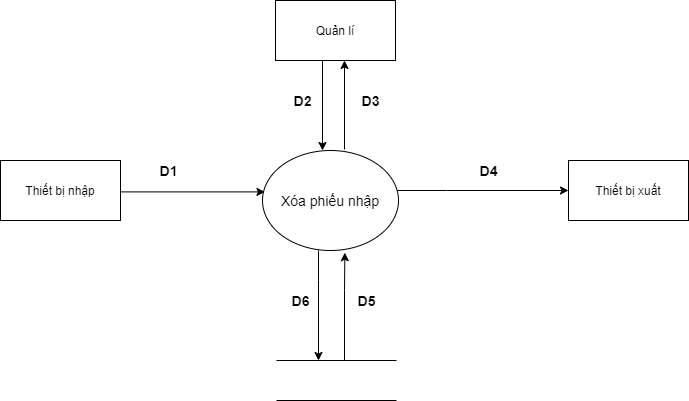 Quản lí
D2
D3
D1
D4
Thiết bị nhập
Xóa phiếu nhập
Thiết bị xuất
D6
D5